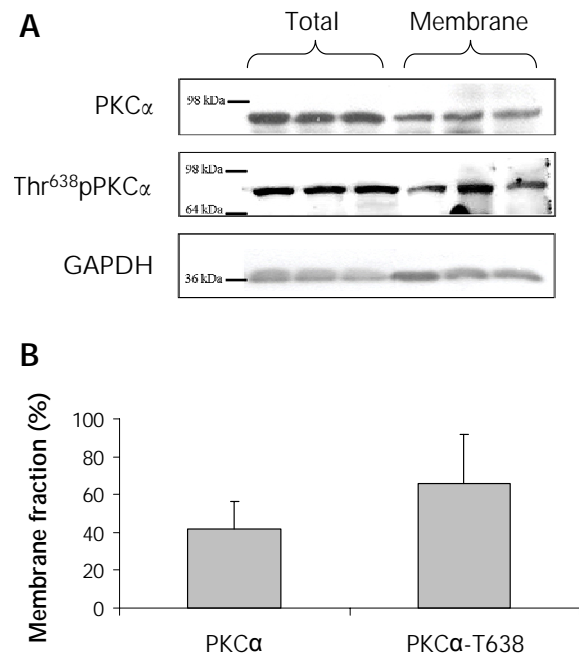 A
Total Membrane
PKCα
98 kDa
Thr638pPKCα
98 kDa
64 kDa
GAPDH
36 kDa
B
Membrane fraction (%)
100
80
60
40
20
0
PKCα PKCα-T638